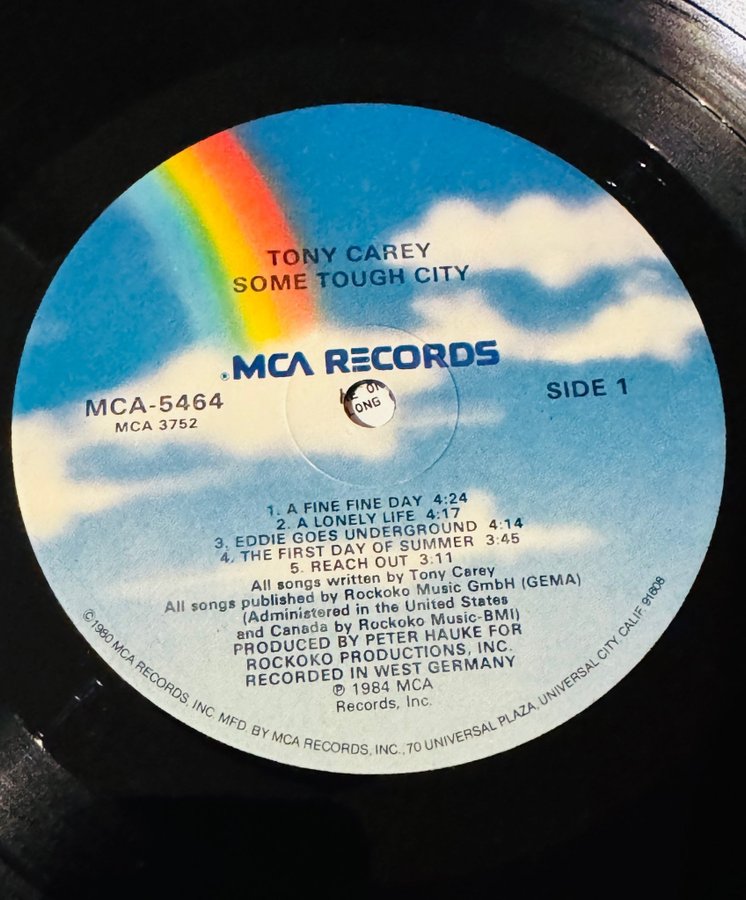 TONY CAREY
SOME TOUGH CITY
® MCA RECORDS
MCA-5464
MCA 3752
SIDE 1
LONG
1. A FINE FINE DAY 4:24
2. A LONELY LIFE 4:17
3. EDDIE GOES UNDERGROUND 4:14
4. THE FIRST DAY OF SUMMER 3:45
5. REACH OUT 3:11
All songs written by Tony Carey
All songs published by Rockoko Music GmbH (GEMA)
(Administered in the United States
and Canada by Rockoko Music-BMI)
PRODUCED BY PETER HAUKE FOR
ROCKOKO PRODUCTIONS, INC.
RECORDED IN WEST GERMANY
℗ 1984 MCA
Records, Inc.
©1980 MCA RECORDS, INC. MFD. BY MCA RECORDS, INC., 70 UNIVERSAL PLAZA, UNIVERSAL CITY, CALIF. 91608